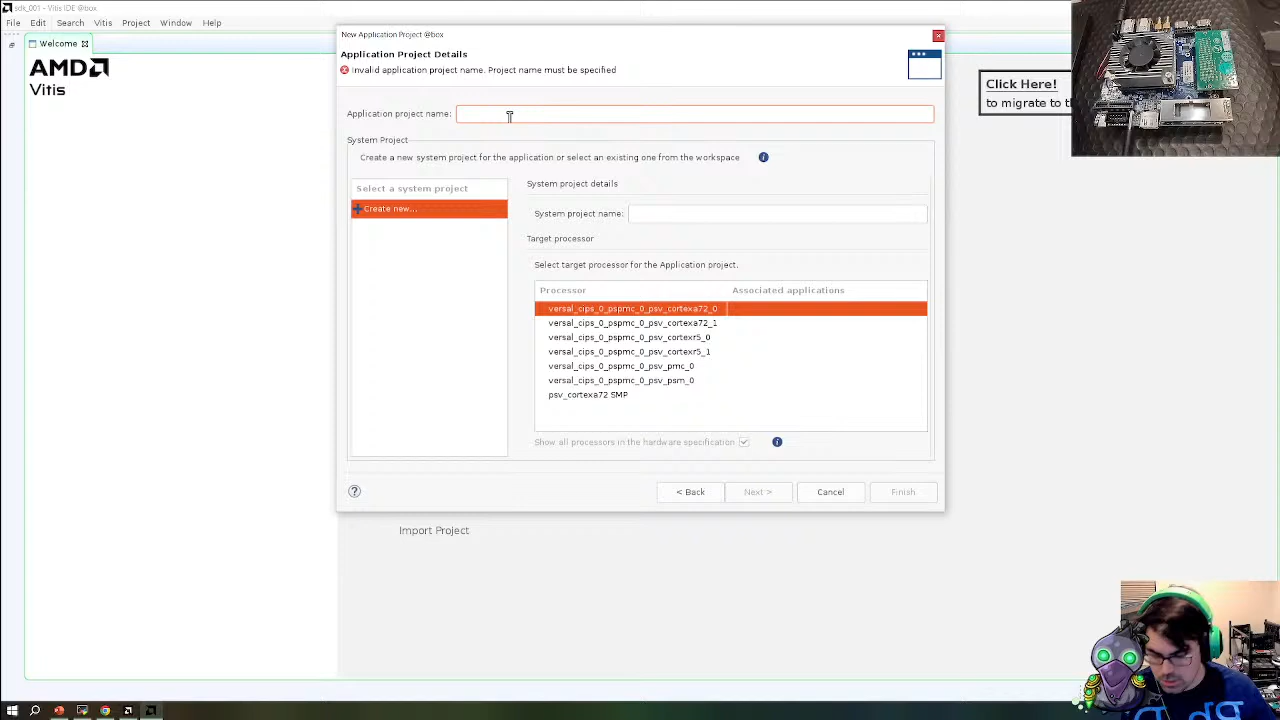 sdk_001 - Vitis IDE @box
File Edit Search Vitis Project Window Help
Welcome
AMD
Vitis
New Application Project @box
Application Project Details
Invalid application project name. Project name must be specified
Application project name:
System Project
Create a new system project for the application or select an existing one from the workspace
Select a system project
Create new...
System project details
System project name:
Target processor
Select target processor for the Application project.
Processor Associated applications
versal_cips_0_pspmc_0_psv_cortexa72_0
versal_cips_0_pspmc_0_psv_cortexa72_1
versal_cips_0_pspmc_0_psv_cortexr5_0
versal_cips_0_pspmc_0_psv_cortexr5_1
versal_cips_0_pspmc_0_psv_pmc_0
versal_cips_0_pspmc_0_psv_psm_0
psv_cortexa72 SMP
Show all processors in the hardware specification
< Back Next > Cancel Finish
Import Project
Click Here!
to migrate to